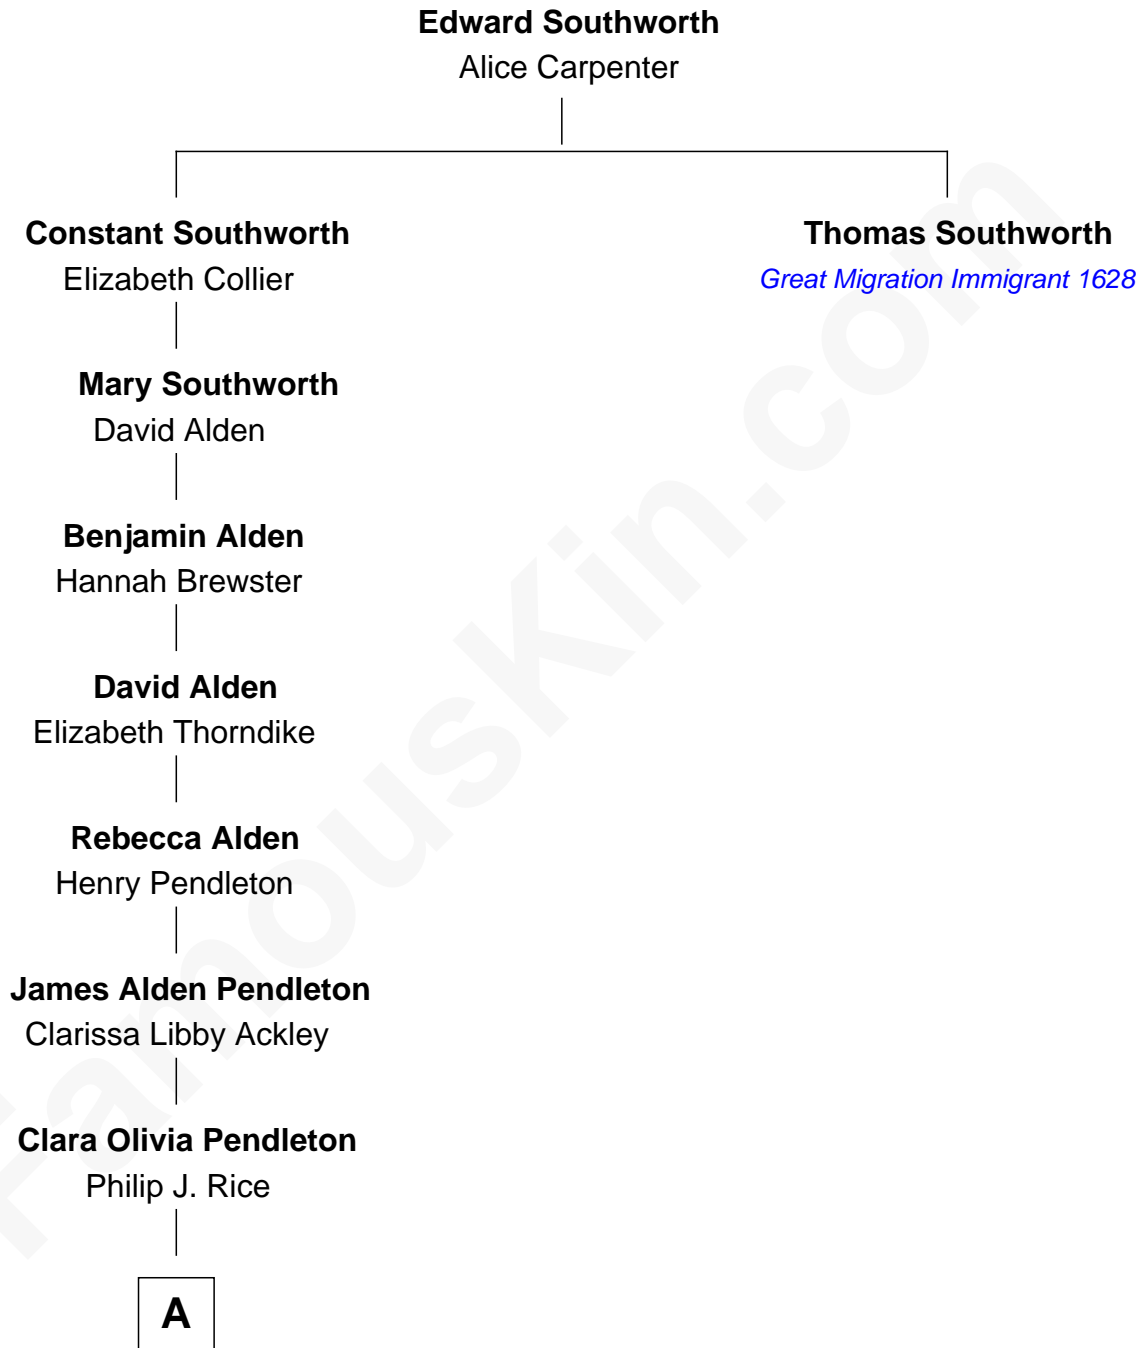 Edward Southworth
Alice Carpenter
Constant Southworth
Elizabeth Collier
Thomas Southworth
Great Migration Immigrant 1628
Mary Southworth
David Alden
Benjamin Alden
Hannah Brewster
David Alden
Elizabeth Thorndike
Rebecca Alden
Henry Pendleton
James Alden Pendleton
Clarissa Libby Ackley
Clara Olivia Pendleton
Philip J. Rice
A
FamousKin.com